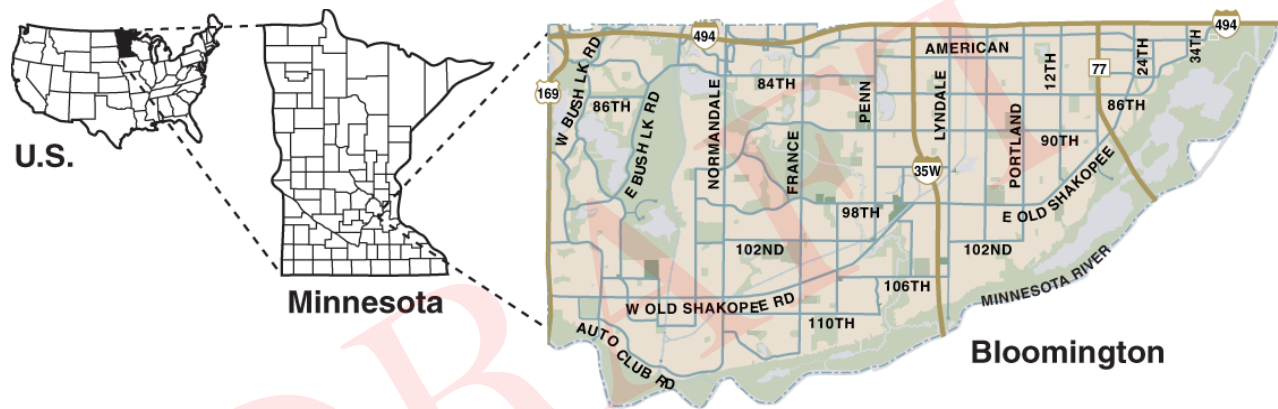 U.S.
Minnesota
Bloomington
494
494
169
77
35W
W BUSH LK RD
E BUSH LK RD
86TH
NORMANDALE
84TH
FRANCE
PENN
AMERICAN
LYNDALE
PORTLAND
12TH
24TH
34TH
86TH
90TH
E OLD SHAKOPEE
98TH
102ND
102ND
106TH
W OLD SHAKOPEE RD
110TH
AUTO CLUB RD
MINNESOTA RIVER
DRAFT